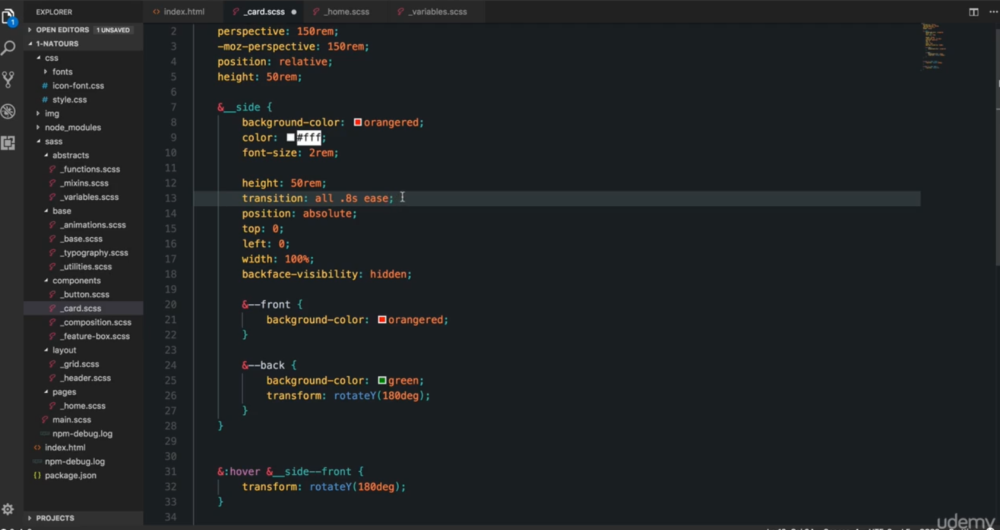 EXPLORER
index.html
_card.scss
_home.scss
_variables.scss
OPEN EDITORS 1 UNSAVED
1-NATOURS
css
fonts
# icon-font.css
# style.css
img
node_modules
sass
abstracts
_functions.scss
_mixins.scss
_variables.scss
base
_animations.scss
_base.scss
_typography.scss
_utilities.scss
components
_button.scss
_card.scss
_composition.scss
_feature-box.scss
layout
_grid.scss
_header.scss
pages
_home.scss
main.scss
npm-debug.log
index.html
npm-debug.log
{} package.json
PROJECTS
1
2 perspective: 150rem;
3 -moz-perspective: 150rem;
4 position: relative;
5 height: 50rem;
6
7 &__side {
8 background-color: orangered;
9 color: #fff;
10 font-size: 2rem;
11
12 height: 50rem;
13 transition: all .8s ease;
14 position: absolute;
15 top: 0;
16 left: 0;
17 width: 100%;
18 backface-visibility: hidden;
19
20 &--front {
21 background-color: orangered;
22 }
23
24 &--back {
25 background-color: green;
26 transform: rotateY(180deg);
27 }
28 }
29
30
31 &:hover &__side--front {
32 transform: rotateY(180deg);
33 }
34
udemy